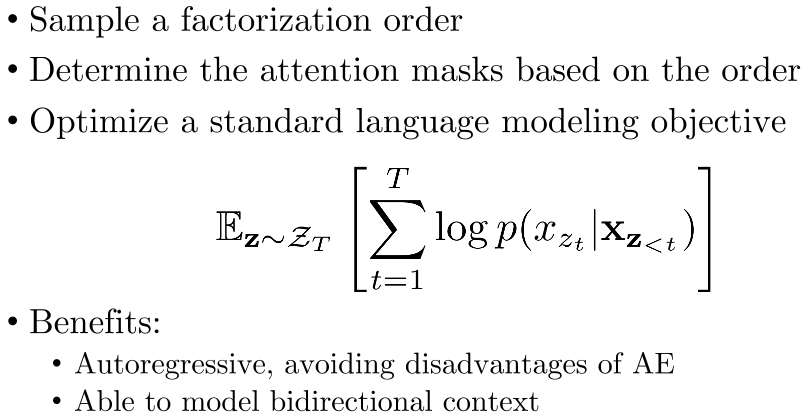 • Sample a factorization order
• Determine the attention masks based on the order
• Optimize a standard language modeling objective
$\mathbb{E}_{\mathbf{z}\sim\mathcal{Z}_T}\left[\sum_{t=1}^{T}\log p(x_{z_t}|\mathbf{x}_{\mathbf{z}_{<t}})\right]$
• Benefits:
• Autoregressive, avoiding disadvantages of AE
• Able to model bidirectional context